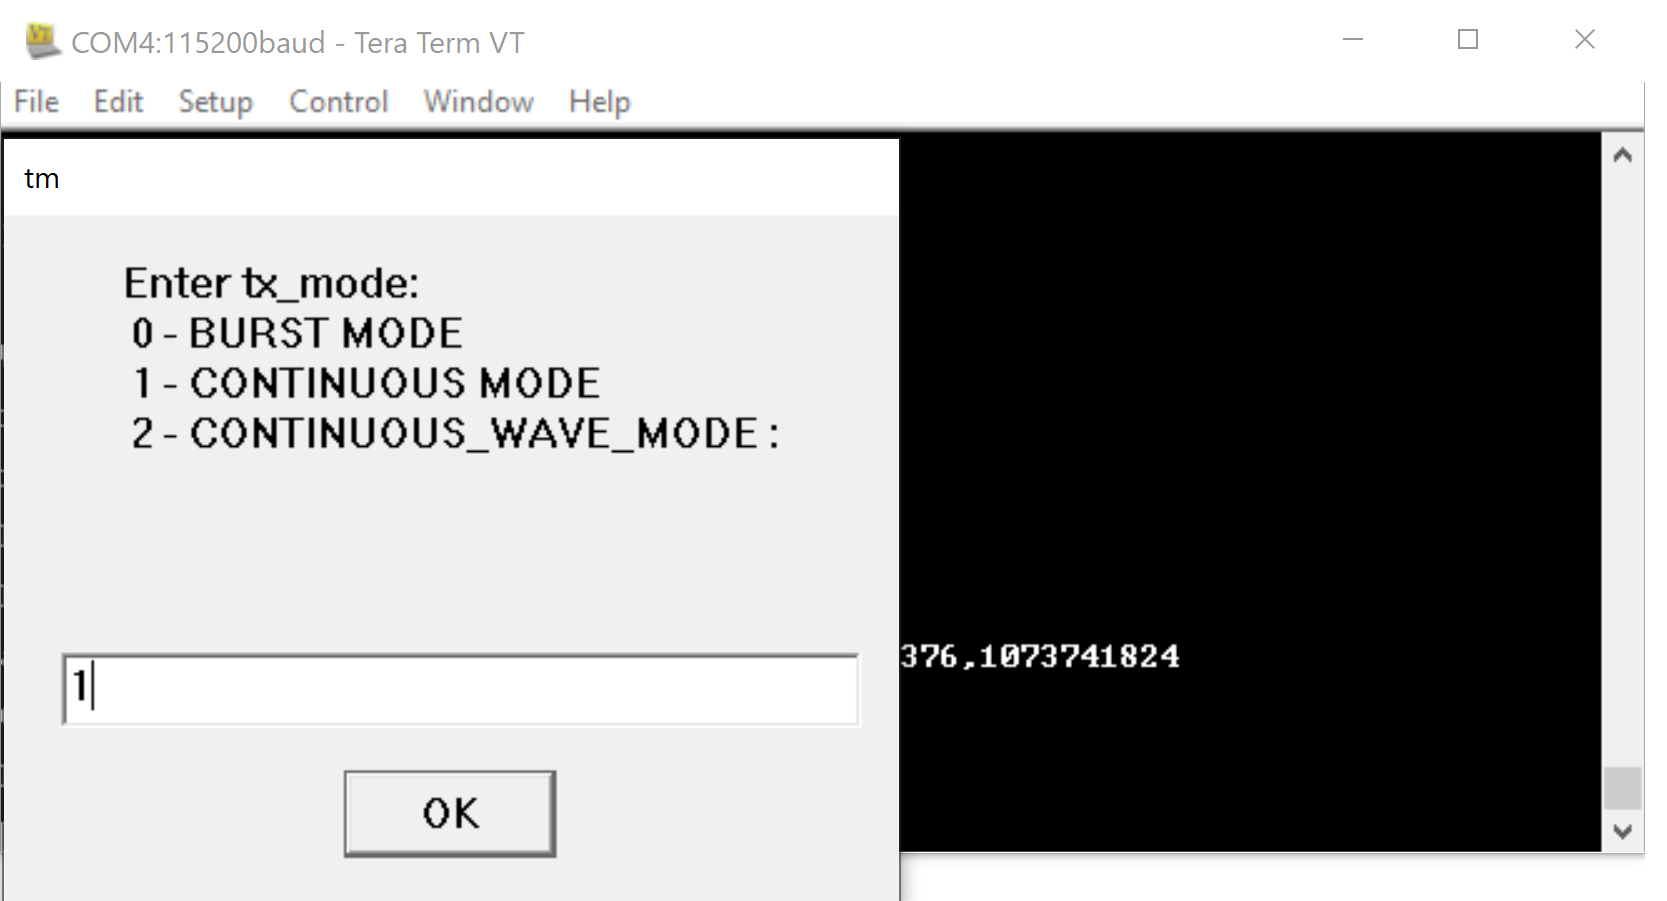 COM4:115200baud - Tera Term VT
File Edit Setup Control Window Help
tm
Enter tx_mode:
0 - BURST MODE
1 - CONTINUOUS MODE
2 - CONTINUOUS_WAVE_MODE :
376,1073741824
1
OK